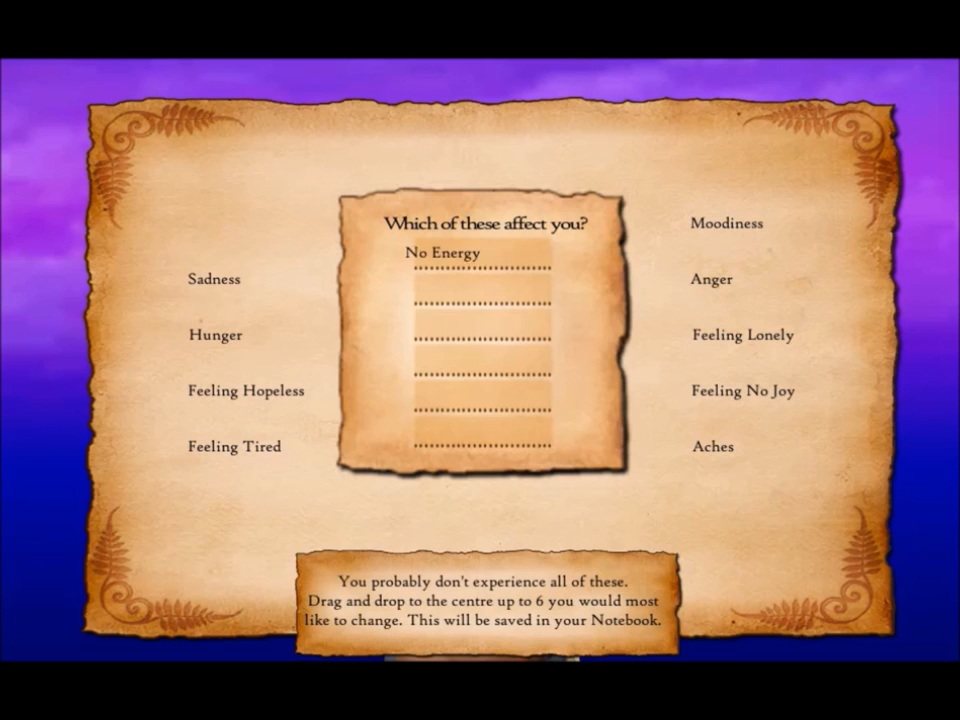 Which of these affect you?
No Energy
Sadness
Hunger
Feeling Hopeless
Feeling Tired
Moodiness
Anger
Feeling Lonely
Feeling No Joy
Aches
You probably don't experience all of these.
Drag and drop to the centre up to 6 you would most
like to change. This will be saved in your Notebook.